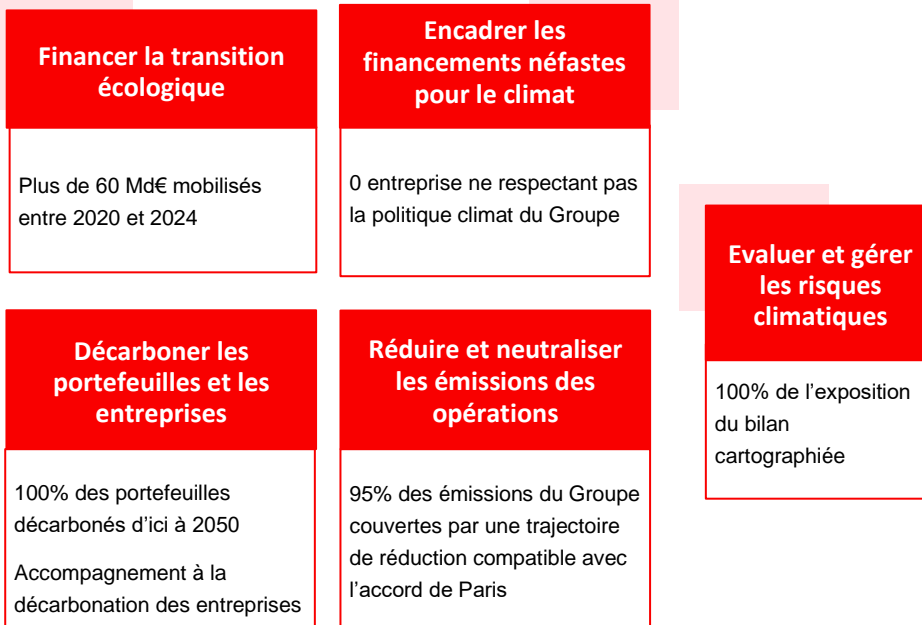 Financer la transition
écologique
Plus de 60 Md€ mobilisés
entre 2020 et 2024
Encadrer les
financements néfastes
pour le climat
0 entreprise ne respectant pas
la politique climat du Groupe
Décarboner les
portefeuilles et les
entreprises
100% des portefeuilles
décarbonés d’ici à 2050
Accompagnement à la
décarbonation des entreprises
Réduire et neutraliser
les émissions des
opérations
95% des émissions du Groupe
couvertes par une trajectoire
de réduction compatible avec
l’accord de Paris
Evaluer et gérer
les risques
climatiques
100% de l’exposition
du bilan
cartographiée